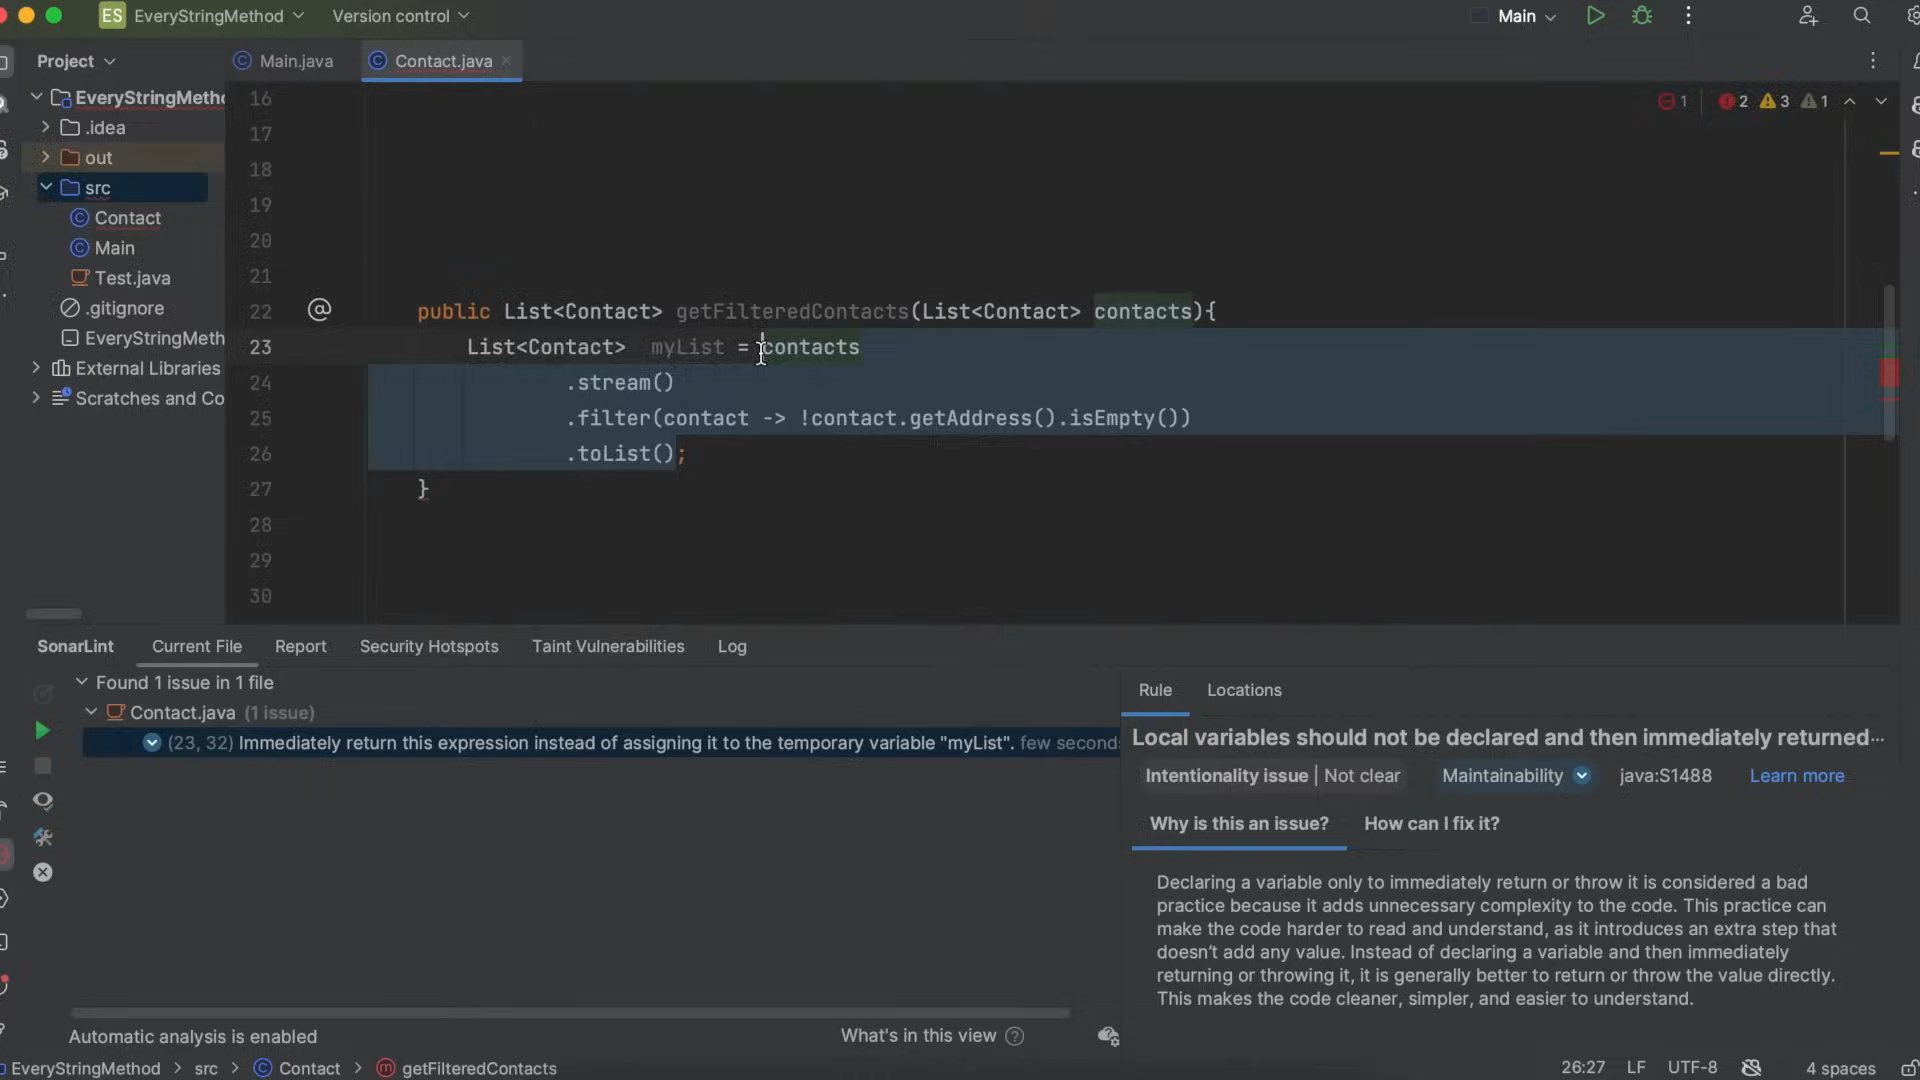 ES EveryStringMethod Version control Main
Project Main.java Contact.java
EveryStringMetho
.idea
out
src
Contact
Main
Test.java
.gitignore
EveryStringMeth
External Libraries
Scratches and Co
1 2 3 1
16
17
18
19
20
21
22 public List<Contact> getFilteredContacts(List<Contact> contacts){
23 List<Contact> myList = contacts
24 .stream()
25 .filter(contact -> !contact.getAddress().isEmpty())
26 .toList();
27 }
28
29
30
SonarLint Current File Report Security Hotspots Taint Vulnerabilities Log
Found 1 issue in 1 file
Contact.java (1 issue)
(23, 32) Immediately return this expression instead of assigning it to the temporary variable "myList". few second
Rule Locations
Local variables should not be declared and then immediately returned...
Intentionality issue | Not clear Maintainability java:S1488 Learn more
Why is this an issue? How can I fix it?
Declaring a variable only to immediately return or throw it is considered a bad
practice because it adds unnecessary complexity to the code. This practice can
make the code harder to read and understand, as it introduces an extra step that
doesn't add any value. Instead of declaring a variable and then immediately
returning or throwing it, it is generally better to return or throw the value directly.
This makes the code cleaner, simpler, and easier to understand.
Automatic analysis is enabled What's in this view ?
EveryStringMethod > src > Contact > getFilteredContacts 26:27 LF UTF-8 4 spaces